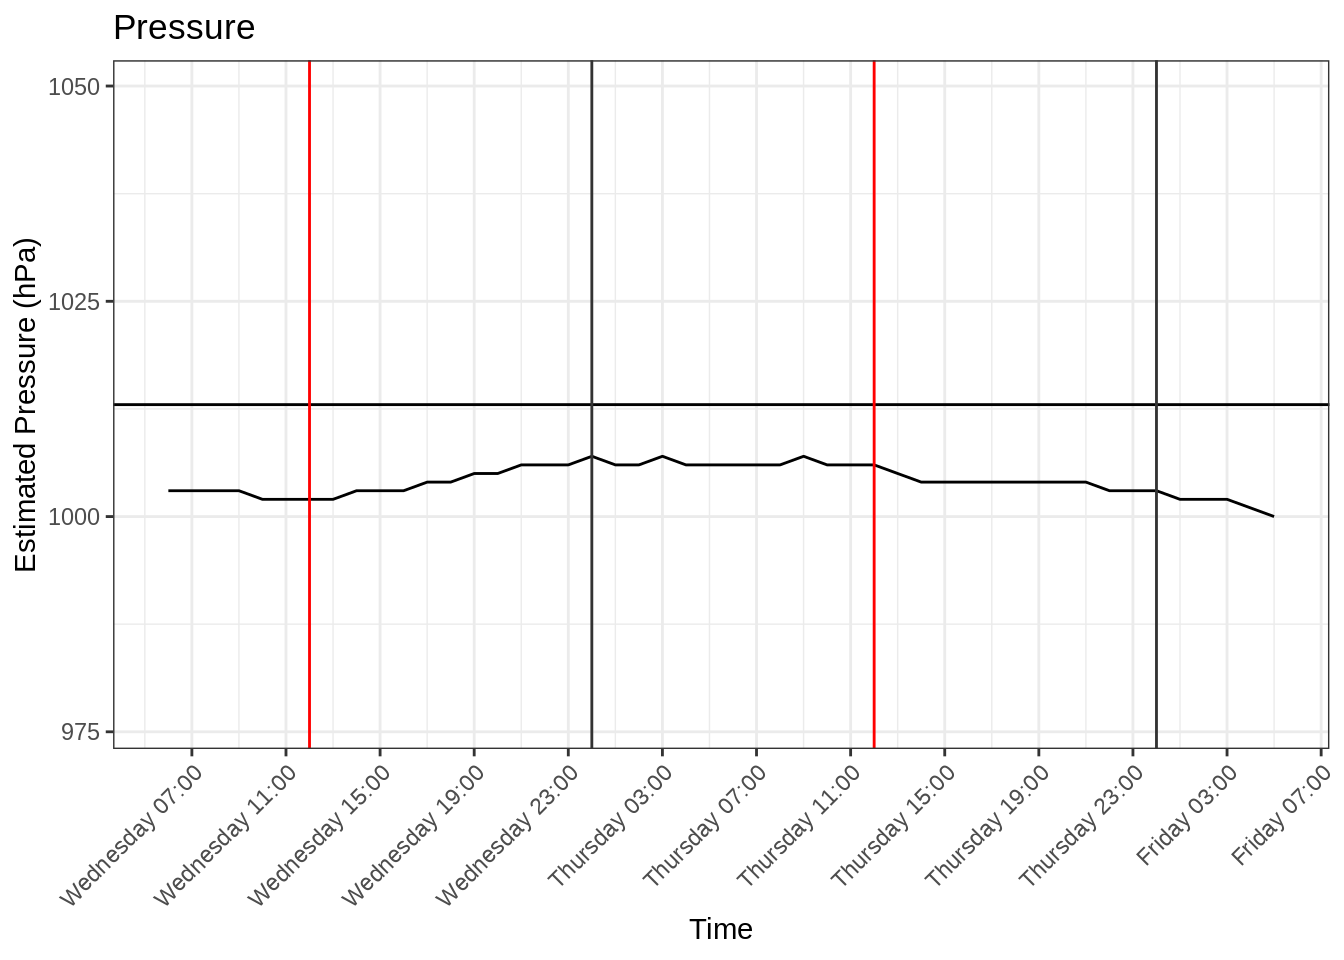 Pressure
Estimated Pressure (hPa)
1050
1025
1000
975
Wednesday 07:00
Wednesday 11:00
Wednesday 15:00
Wednesday 19:00
Wednesday 23:00
Thursday 03:00
Thursday 07:00
Thursday 11:00
Thursday 15:00
Thursday 19:00
Thursday 23:00
Friday 03:00
Friday 07:00
Time